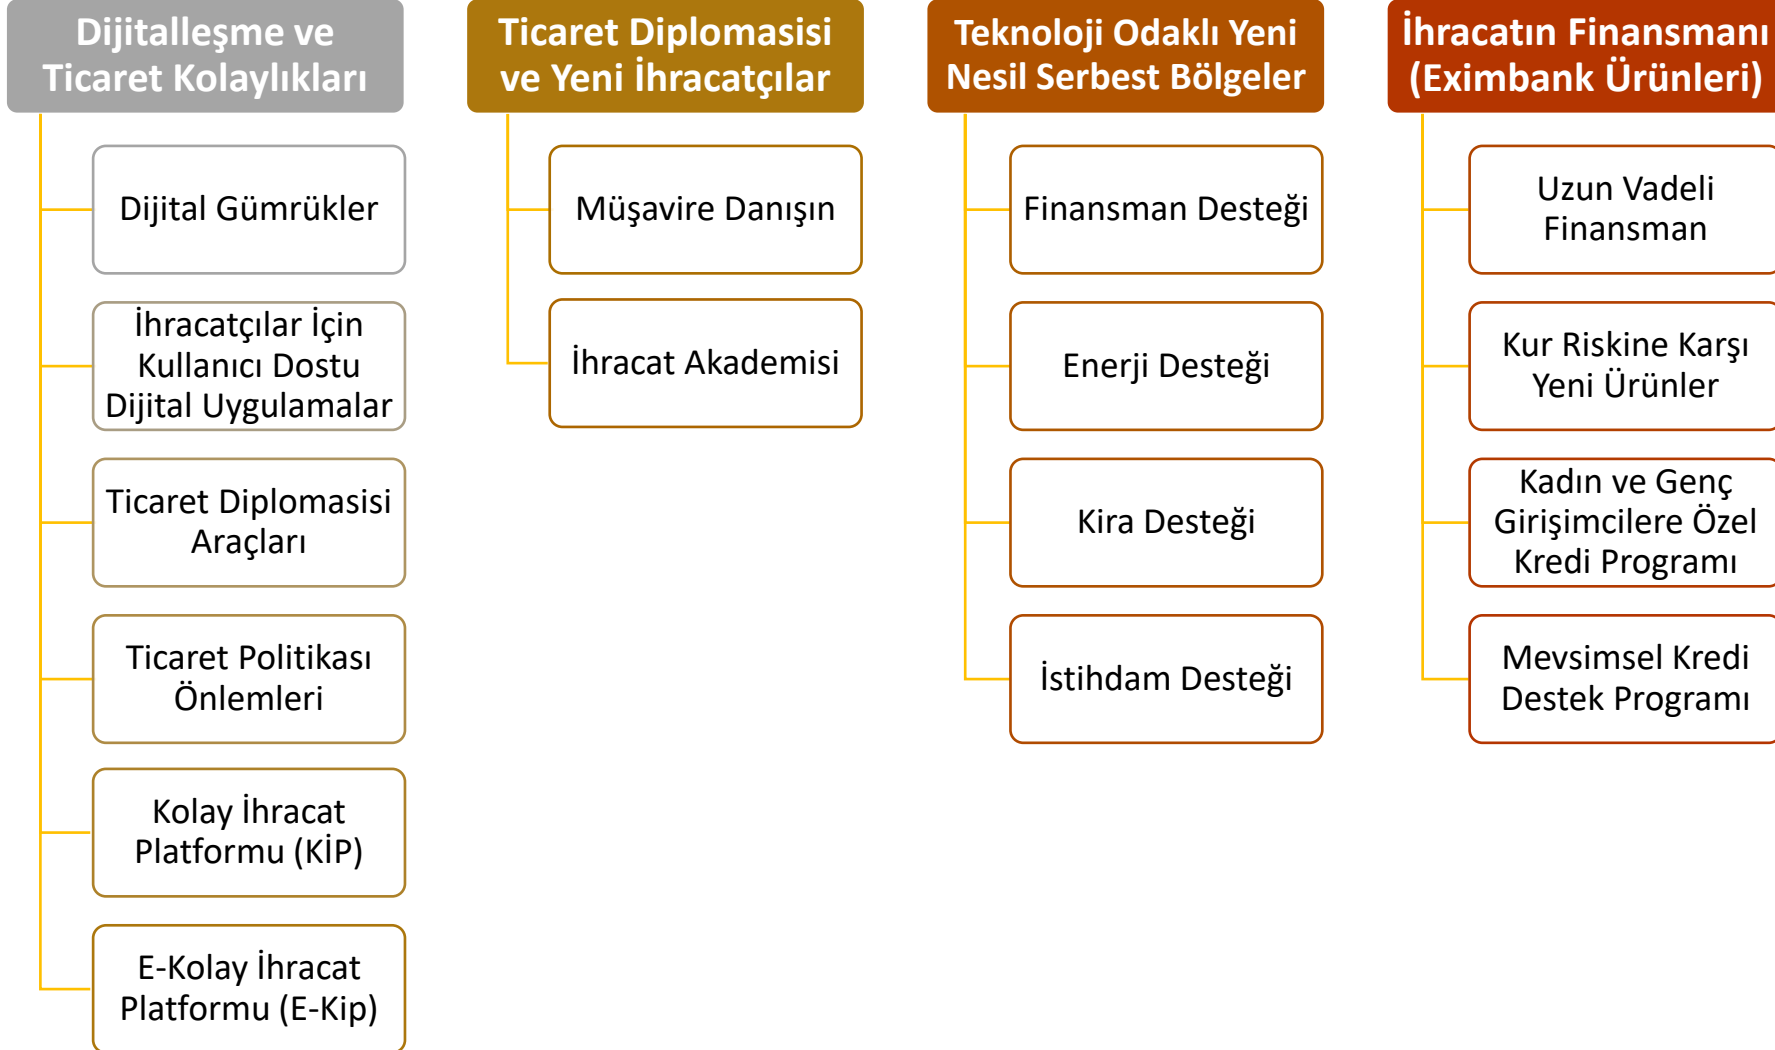 Dijitalleşme ve
Ticaret Kolaylıkları
Dijital Gümrükler
İhracatçılar İçin
Kullanıcı Dostu
Dijital Uygulamalar
Ticaret Diplomasisi
Araçları
Ticaret Politikası
Önlemleri
Kolay İhracat
Platformu (KİP)
E-Kolay İhracat
Platformu (E-Kip)
Ticaret Diplomasisi
ve Yeni İhracatçılar
Müşavire Danışın
İhracat Akademisi
Teknoloji Odaklı Yeni
Nesil Serbest Bölgeler
Finansman Desteği
Enerji Desteği
Kira Desteği
İstihdam Desteği
İhracatın Finansmanı
(Eximbank Ürünleri)
Uzun Vadeli
Finansman
Kur Riskine Karşı
Yeni Ürünler
Kadın ve Genç
Girişimcilere Özel
Kredi Programı
Mevsimsel Kredi
Destek Programı